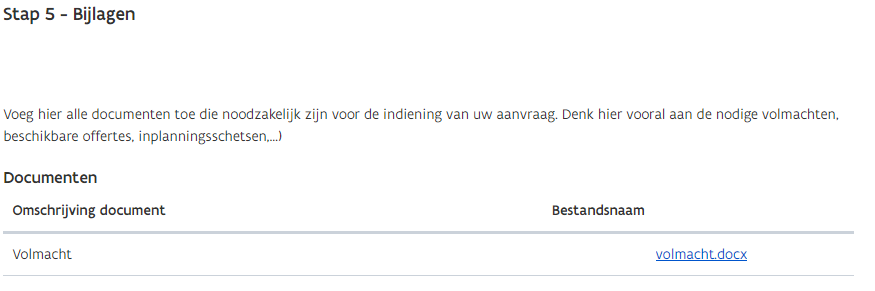 Stap 5 - Bijlagen
Voeg hier alle documenten toe die noodzakelijk zijn voor de indiening van uw aanvraag. Denk hier vooral aan de nodige volmachten,
beschikbare offertes, inplanningsschetsen,...)
Documenten
Omschrijving document Bestandsnaam
Volmacht volmacht.docx